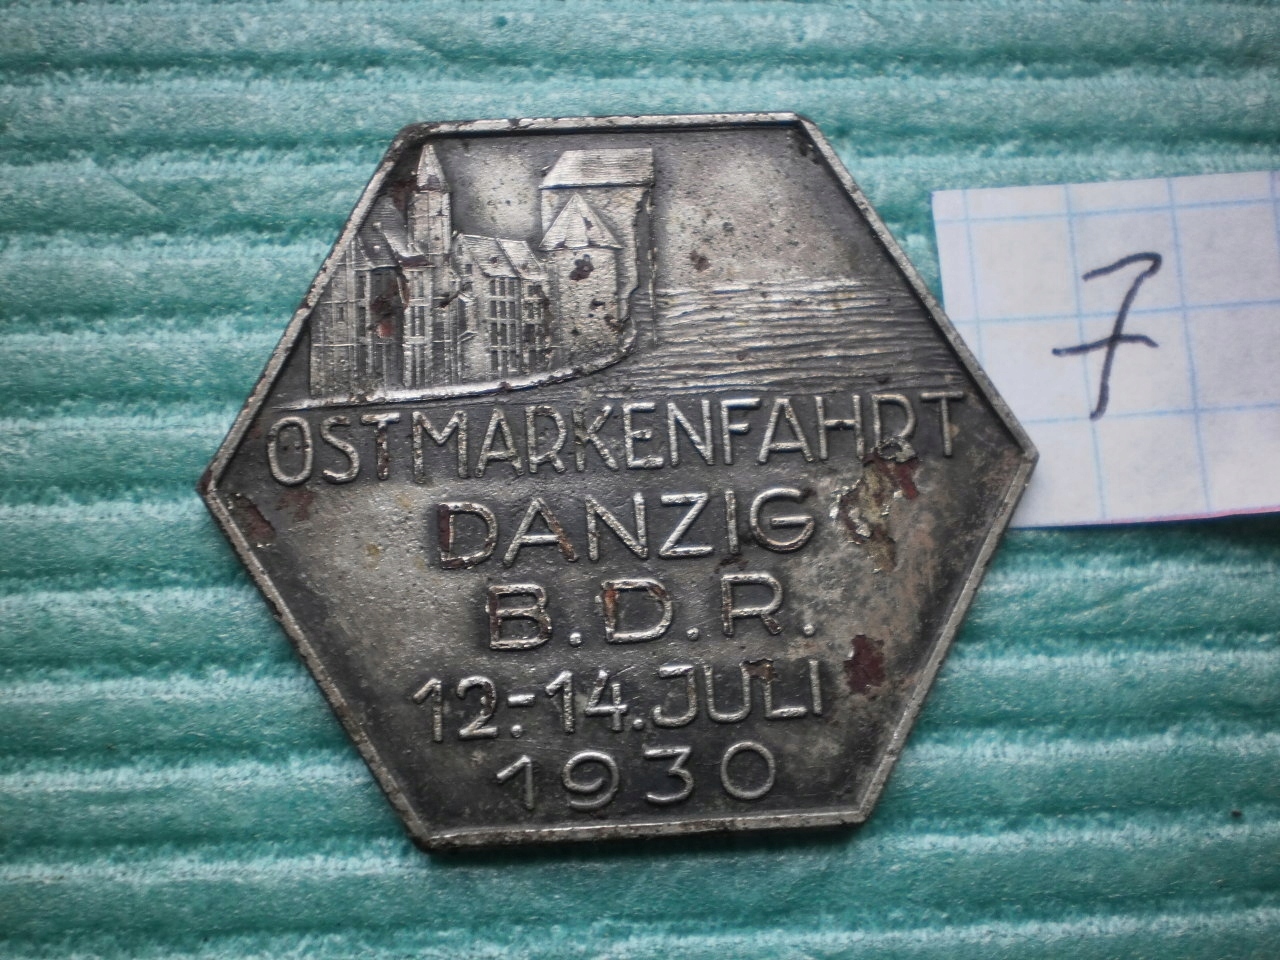 OSTMARKENFAHRT
DANZIG
B.D.R.
12.-14. JULI
1930
7